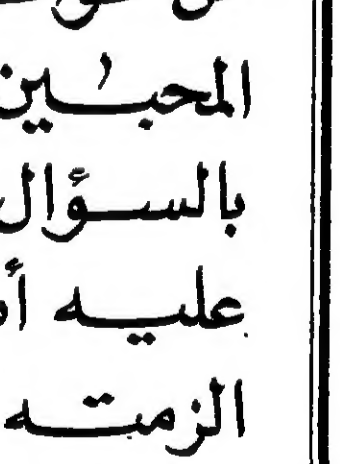 المحبين
بالسؤال
عليه
الزمته